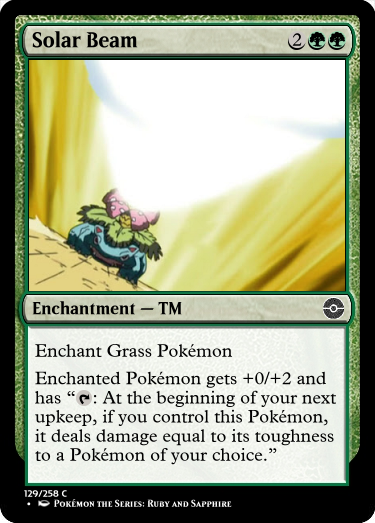 Solar Beam 2
Enchantment — TM
Enchant Grass Pokémon
Enchanted Pokémon gets +0/+2 and
has “: At the beginning of your next
upkeep, if you control this Pokémon,
it deals damage equal to its toughness
to a Pokémon of your choice.”
129/258 C
• Pokémon the Series: Ruby and Sapphire